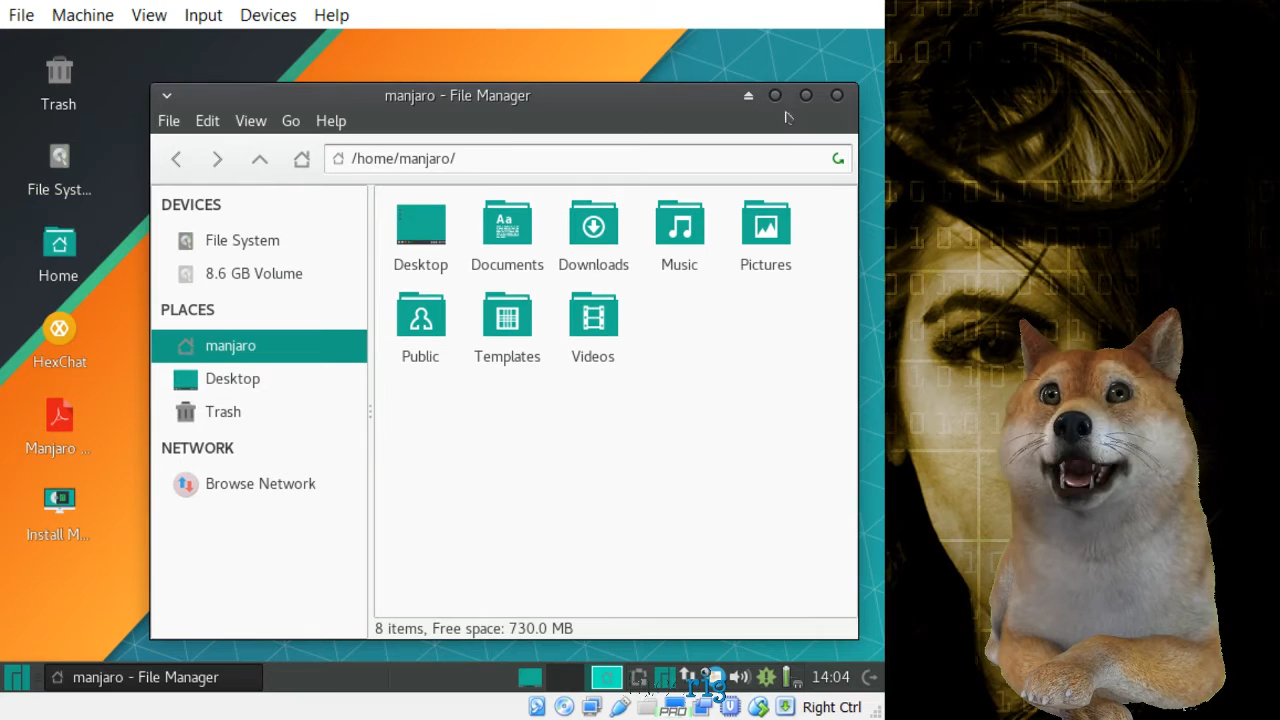 File Machine View Input Devices Help
Trash
File Syst...
Home
HexChat
Manjaro ...
Install M...
manjaro - File Manager
File Edit View Go Help
/home/manjaro/
DEVICES
File System
8.6 GB Volume
PLACES
manjaro
Desktop
Trash
NETWORK
Browse Network
Desktop Documents Downloads Music Pictures
Aa
Public Templates Videos
8 items, Free space: 730.0 MB
manjaro - File Manager
14:04
Right Ctrl